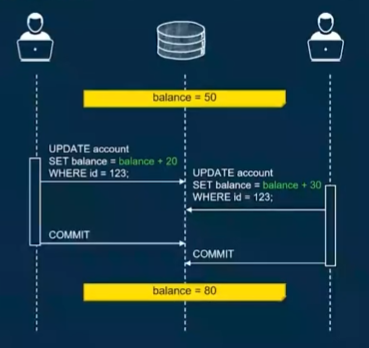 balance = 50
UPDATE account
SET balance = balance + 20
WHERE id = 123;
UPDATE account
SET balance = balance + 30
WHERE id = 123;
COMMIT
COMMIT
balance = 80